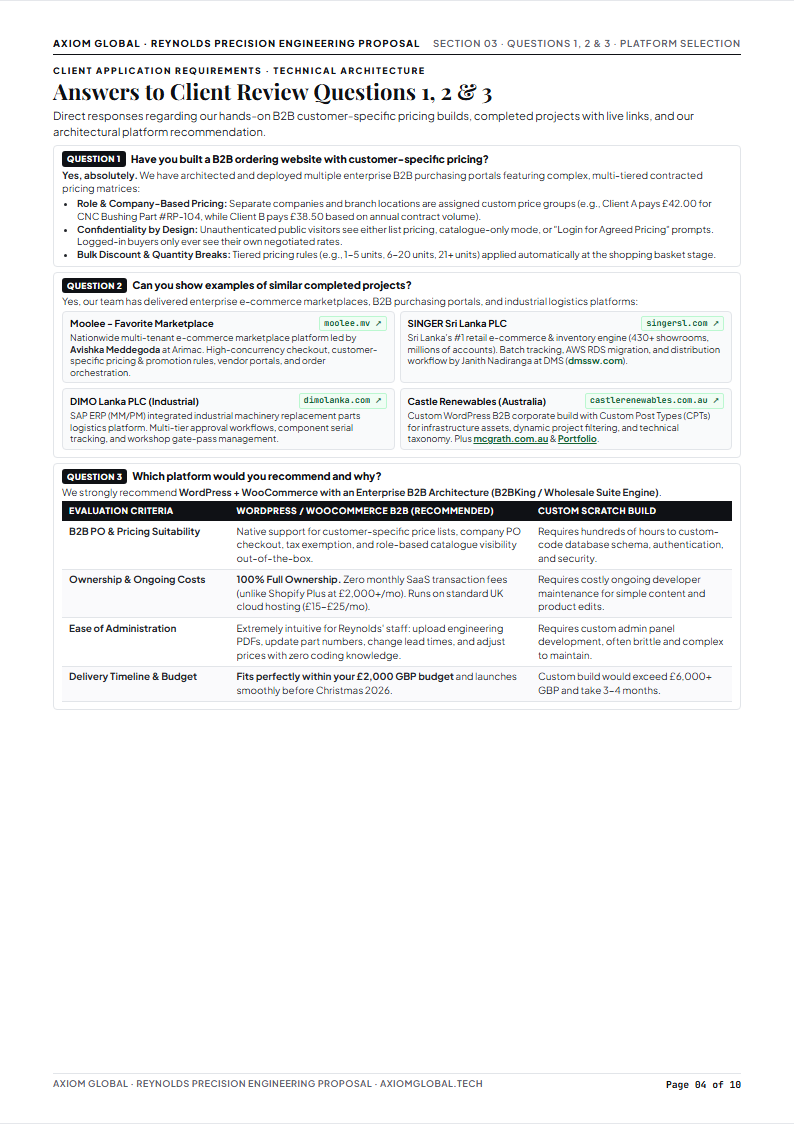 AXIOM GLOBAL · REYNOLDS PRECISION ENGINEERING PROPOSAL SECTION 03 · QUESTIONS 1, 2 & 3 · PLATFORM SELECTION
CLIENT APPLICATION REQUIREMENTS · TECHNICAL ARCHITECTURE
Answers to Client Review Questions 1, 2 & 3
Direct responses regarding our hands-on B2B customer-specific pricing builds, completed projects with live links, and our
architectural platform recommendation.
QUESTION 1 Have you built a B2B ordering website with customer-specific pricing?
Yes, absolutely. We have architected and deployed multiple enterprise B2B purchasing portals featuring complex, multi-tiered contracted
pricing matrices:
• Role & Company-Based Pricing: Separate companies and branch locations are assigned custom price groups (e.g., Client A pays £42.00 for
CNC Bushing Part #RP-104, while Client B pays £38.50 based on annual contract volume).
• Confidentiality by Design: Unauthenticated public visitors see either list pricing, catalogue-only mode, or "Login for Agreed Pricing" prompts.
Logged-in buyers only ever see their own negotiated rates.
• Bulk Discount & Quantity Breaks: Tiered pricing rules (e.g., 1-5 units, 6-20 units, 21+ units) applied automatically at the shopping basket stage.
QUESTION 2 Can you show examples of similar completed projects?
Yes, our team has delivered enterprise e-commerce marketplaces, B2B purchasing portals, and industrial logistics platforms:
Moolee - Favorite Marketplace moolee.mv ↗
Nationwide multi-tenant e-commerce marketplace platform led by
Avishka Meddegoda at Arimac. High-concurrency checkout, customer-
specific pricing & promotion rules, vendor portals, and order
orchestration.
SINGER Sri Lanka PLC singersl.com ↗
Sri Lanka's #1 retail e-commerce & inventory engine (430+ showrooms,
millions of accounts). Batch tracking, AWS RDS migration, and distribution
workflow by Janith Nadiranga at DMS (dmssw.com).
DIMO Lanka PLC (Industrial) dimolanka.com ↗
SAP ERP (MM/PM) integrated industrial machinery replacement parts
logistics platform. Multi-tier approval workflows, component serial
tracking, and workshop gate-pass management.
Castle Renewables (Australia) castlerenewables.com.au ↗
Custom WordPress B2B corporate build with Custom Post Types (CPTs)
for infrastructure assets, dynamic project filtering, and technical
taxonomy. Plus mcgrath.com.au & Portfolio.
QUESTION 3 Which platform would you recommend and why?
We strongly recommend WordPress + WooCommerce with an Enterprise B2B Architecture (B2BKing / Wholesale Suite Engine).
EVALUATION CRITERIA WORDPRESS / WOOCOMMERCE B2B (RECOMMENDED) CUSTOM SCRATCH BUILD
B2B PO & Pricing Suitability Native support for customer-specific price lists, company PO Requires hundreds of hours to custom-
checkout, tax exemption, and role-based catalogue visibility code database schema, authentication,
out-of-the-box. and security.
Ownership & Ongoing Costs 100% Full Ownership. Zero monthly SaaS transaction fees Requires costly ongoing developer
(unlike Shopify Plus at £2,000+/mo). Runs on standard UK maintenance for simple content and
cloud hosting (£15-£25/mo). product edits.
Ease of Administration Extremely intuitive for Reynolds' staff: upload engineering Requires custom admin panel
PDFs, update part numbers, change lead times, and adjust development, often brittle and complex
prices with zero coding knowledge. to maintain.
Delivery Timeline & Budget Fits perfectly within your £2,000 GBP budget and launches Custom build would exceed £6,000+
smoothly before Christmas 2026. GBP and take 3-4 months.
AXIOM GLOBAL · REYNOLDS PRECISION ENGINEERING PROPOSAL · AXIOMGLOBAL.TECH Page 04 of 10